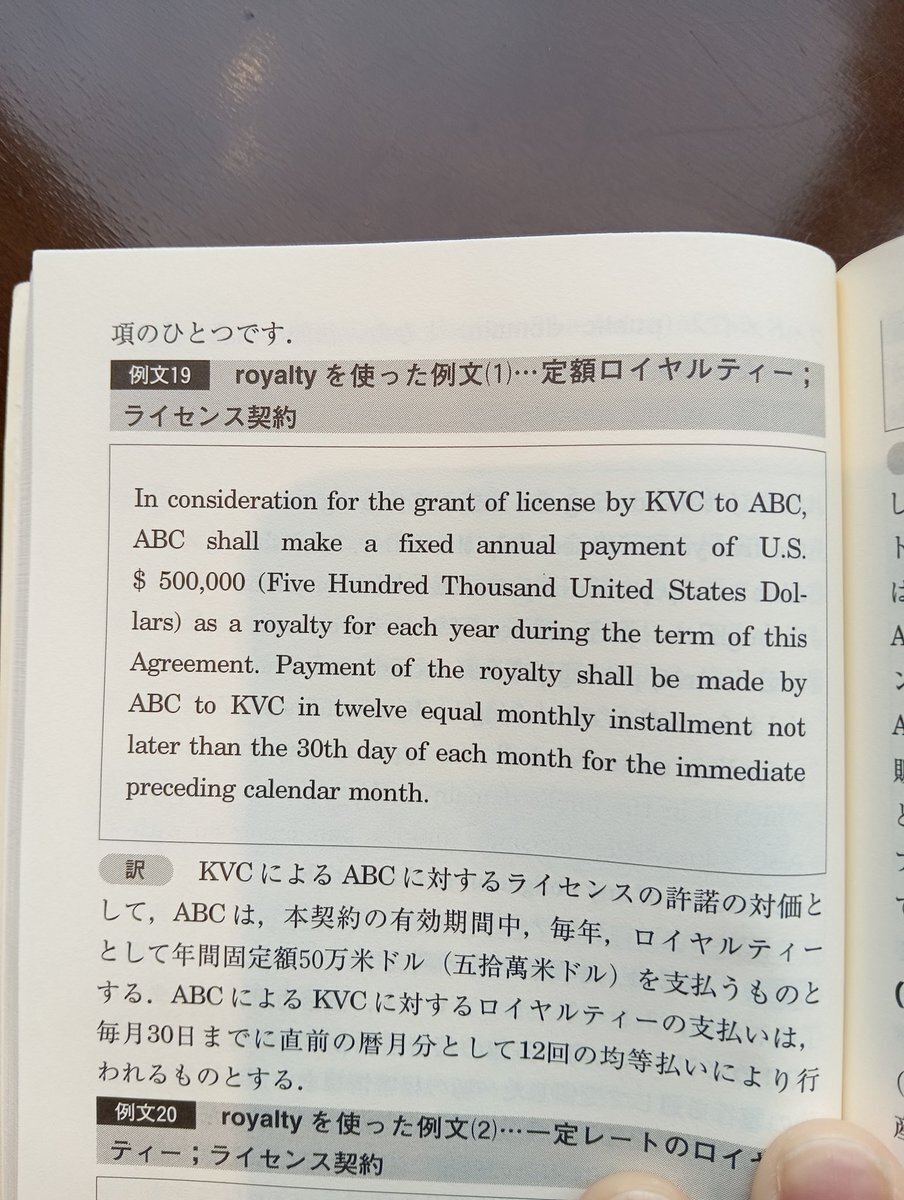 項のひとつです.
例文19 royalty を使った例文(1)…定額ロイヤルティー；
ライセンス契約
In consideration for the grant of license by KVC to ABC,
ABC shall make a fixed annual payment of U.S.
$ 500,000 (Five Hundred Thousand United States Dol-
lars) as a royalty for each year during the term of this
Agreement. Payment of the royalty shall be made by
ABC to KVC in twelve equal monthly installment not
later than the 30th day of each month for the immediate
preceding calendar month.
訳 KVCによるABCに対するライセンスの許諾の対価と
して，ABCは，本契約の有効期間中，毎年，ロイヤルティー
として年間固定額50万米ドル（五拾萬米ドル）を支払うものと
する．ABCによるKVCに対するロイヤルティーの支払いは，
毎月30日までに直前の暦月分として12回の均等払いにより行
われるものとする．
例文20 royalty を使った例文(2)…一定レートのロイヤ
ティー；ライセンス契約